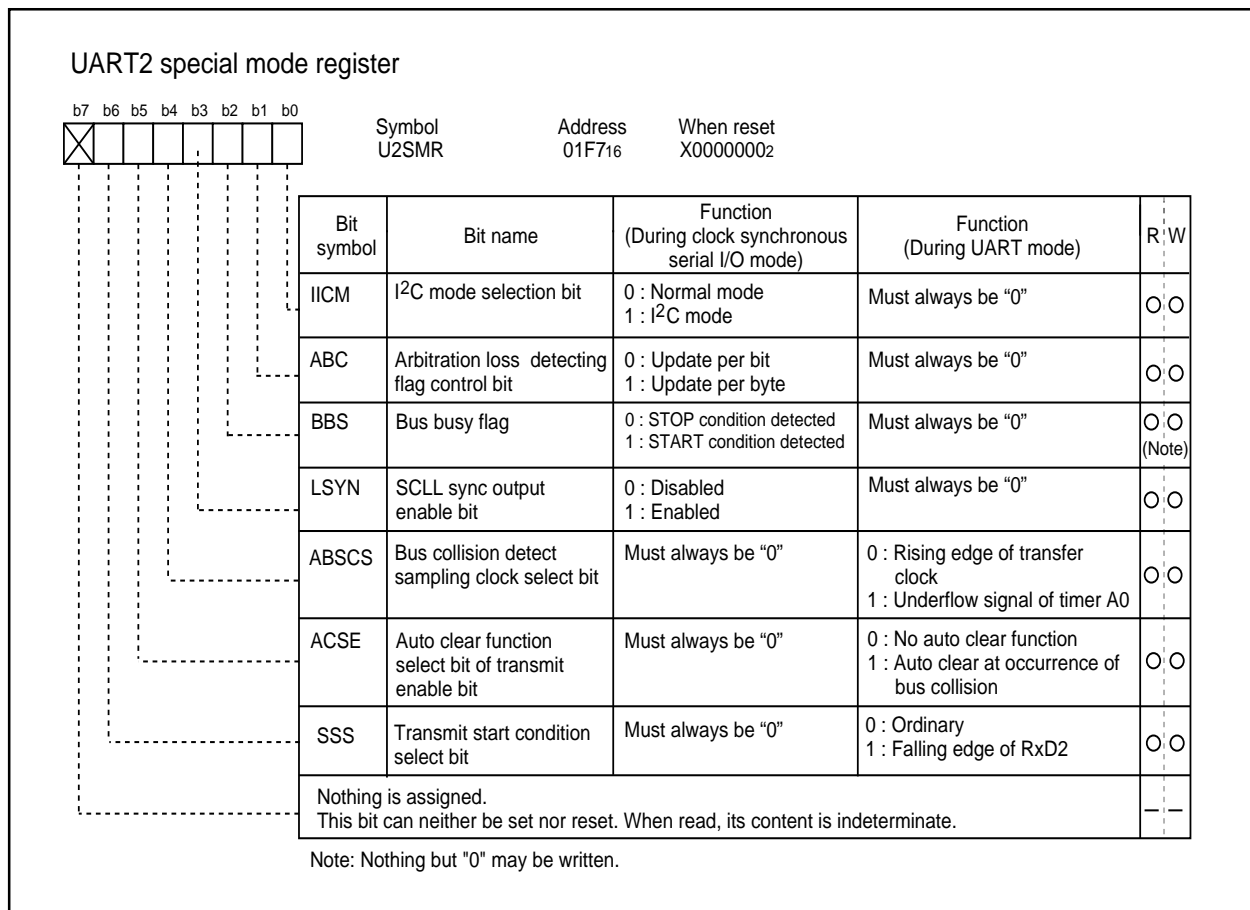 UART2 special mode register
b7 b6 b5 b4 b3 b2 b1 b0
Symbol Address When reset
U2SMR 01F716 X00000002
Bit symbol Bit name Function (During clock synchronous serial I/O mode) Function (During UART mode) R W
IICM I2C mode selection bit 0 : Normal mode Must always be “0”
1 : I2C mode
ABC Arbitration loss detecting 0 : Update per bit Must always be “0”
flag control bit 1 : Update per byte
BBS Bus busy flag 0 : STOP condition detected Must always be “0”
1 : START condition detected (Note)
LSYN SCLL sync output 0 : Disabled Must always be “0”
enable bit 1 : Enabled
ABSCS Bus collision detect Must always be “0” 0 : Rising edge of transfer
sampling clock select bit clock
1 : Underflow signal of timer A0
ACSE Auto clear function Must always be “0” 0 : No auto clear function
select bit of transmit 1 : Auto clear at occurrence of
enable bit bus collision
SSS Transmit start condition Must always be “0” 0 : Ordinary
select bit 1 : Falling edge of RxD2
Nothing is assigned.
This bit can neither be set nor reset. When read, its content is indeterminate. – –
Note: Nothing but "0" may be written.